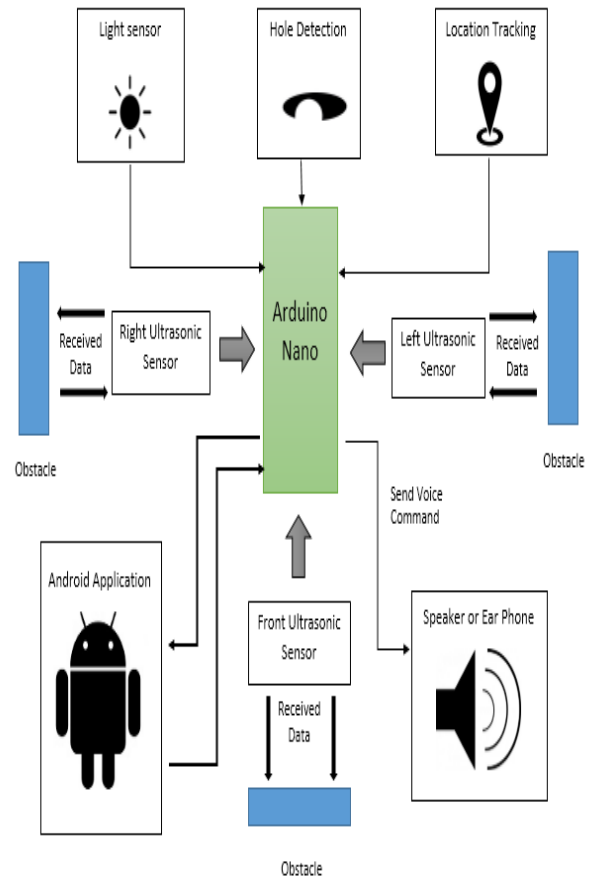 Light sensor
Hole Detection
Location Tracking
Arduino
Nano
Received
Data
Right Ultrasonic
Sensor
Left Ultrasonic
Sensor
Received
Data
Obstacle
Obstacle
Send Voice
Command
Android Application
Front Ultrasonic
Sensor
Speaker or Ear Phone
Received
Data
Obstacle